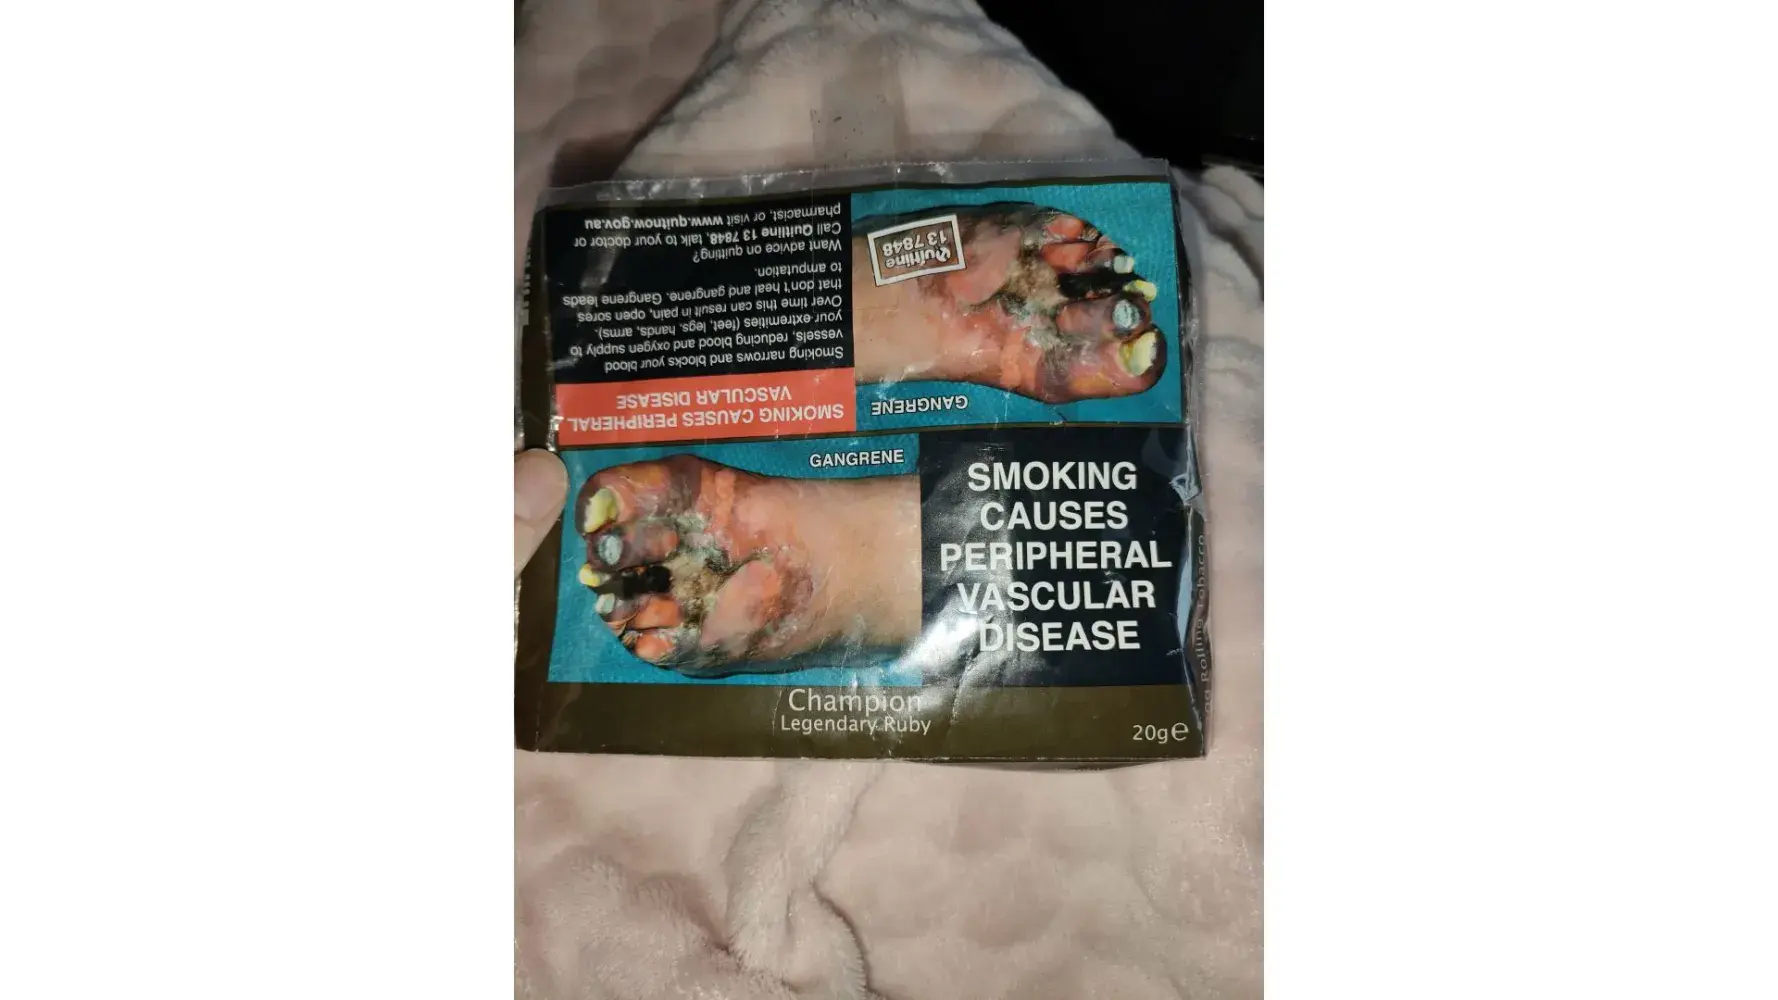 SMOKING CAUSES PERIPHERAL
VASCULAR DISEASE
Smoking narrows and blocks your blood
vessels, reducing blood and oxygen supply to
your extremities (feet, legs, hands, arms).
Over time this can result in pain, open sores
that don't heal and gangrene. Gangrene leads
to amputation.
Want advice on quitting?
Call Quitline 13 7848, talk to your doctor or
pharmacist, or visit www.quitnow.gov.au
GANGRENE
Quitline
13 7848
GANGRENE
SMOKING
CAUSES
PERIPHERAL
VASCULAR
DISEASE
Champion
Legendary Ruby
20g℮
Rolling Tobacco